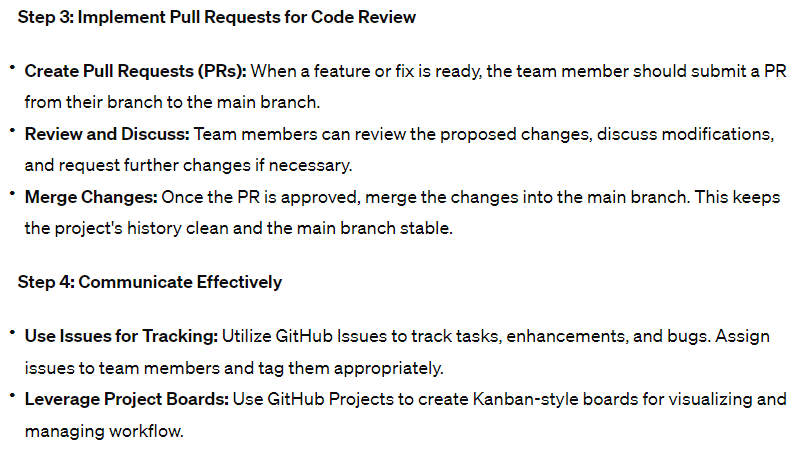 Step 3: Implement Pull Requests for Code Review
• Create Pull Requests (PRs): When a feature or fix is ready, the team member should submit a PR
from their branch to the main branch.
• Review and Discuss: Team members can review the proposed changes, discuss modifications,
and request further changes if necessary.
• Merge Changes: Once the PR is approved, merge the changes into the main branch. This keeps
the project's history clean and the main branch stable.
Step 4: Communicate Effectively
• Use Issues for Tracking: Utilize GitHub Issues to track tasks, enhancements, and bugs. Assign
issues to team members and tag them appropriately.
• Leverage Project Boards: Use GitHub Projects to create Kanban-style boards for visualizing and
managing workflow.